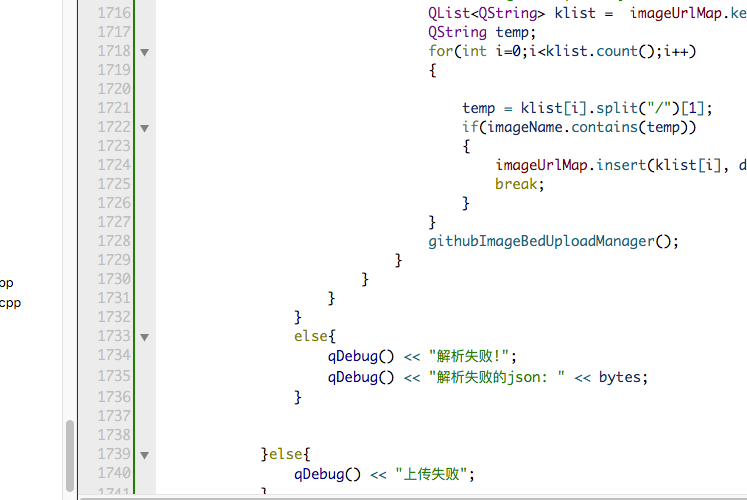 1716 QList<QString> klist =  imageUrlMap.ke
1717 QString temp;
1718 for(int i=0;i<klist.count();i++)
1719 {
1720
1721 temp = klist[i].split("/")[1];
1722 if(imageName.contains(temp))
1723 {
1724 imageUrlMap.insert(klist[i], d
1725 break;
1726 }
1727 }
1728 githubImageBedUploadManager();
1729 }
1730 }
1731 }
1732 }
1733 else{
1734 qDebug() << "解析失败!";
1735 qDebug() << "解析失败的json: " << bytes;
1736 }
1737
1738
1739 }else{
1740 qDebug() << "上传失败";
1741
pp
cpp